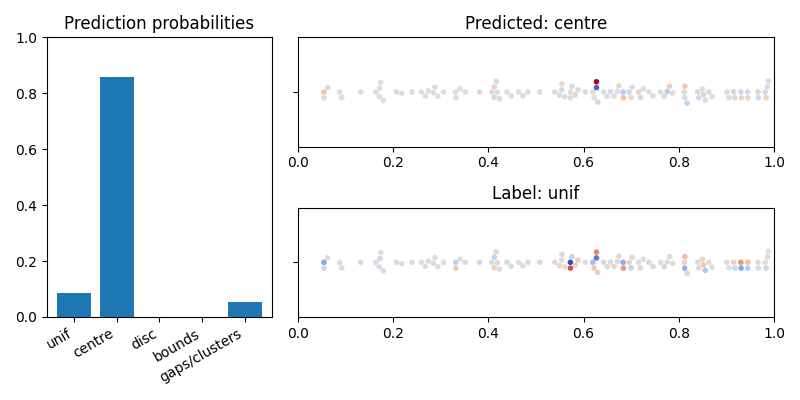 Prediction probabilities
1.0
0.8
0.6
0.4
0.2
0.0
unif
centre
disc
bounds
gaps/clusters
Predicted: centre
0.0 0.2 0.4 0.6 0.8 1.0
Label: unif
0.0 0.2 0.4 0.6 0.8 1.0